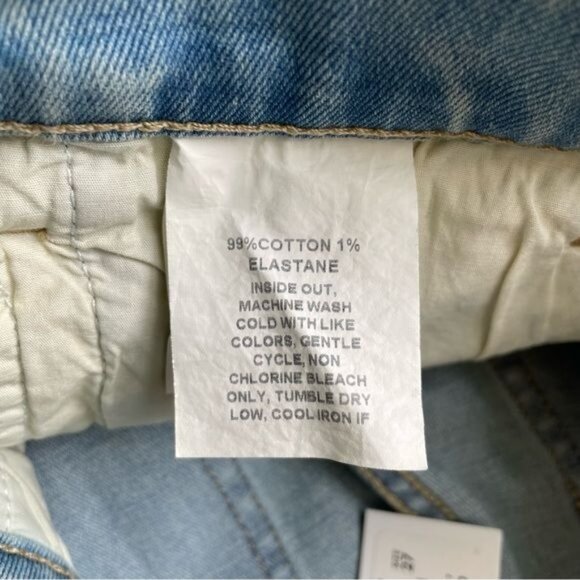 99%COTTON 1%
ELASTANE
INSIDE OUT,
MACHINE WASH
COLD WITH LIKE
COLORS, GENTLE
CYCLE, NON
CHLORINE BLEACH
ONLY, TUMBLE DRY
LOW, COOL IRON IF